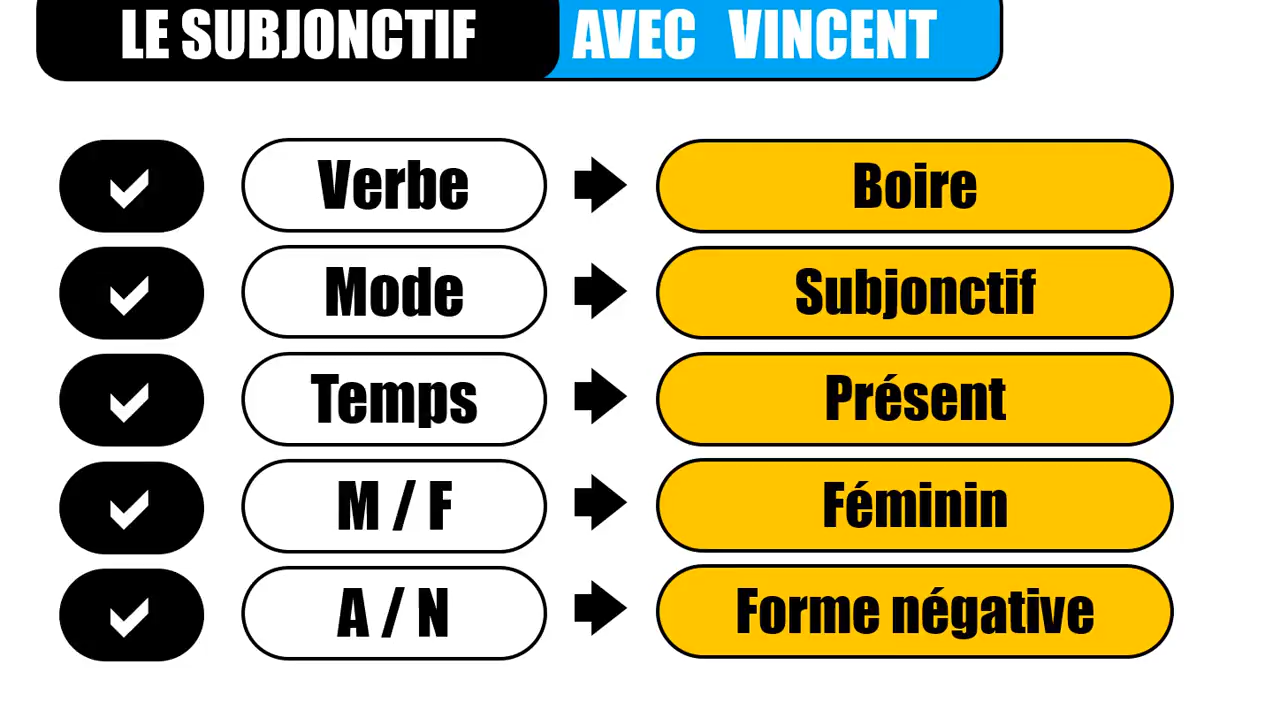 LE SUBJONCTIF AVEC VINCENT
Verbe Boire
Mode Subjonctif
Temps Présent
M / F Féminin
A / N Forme négative